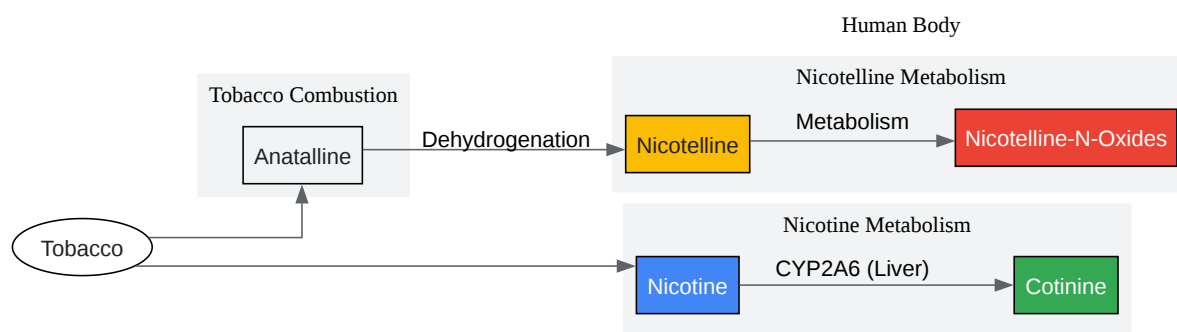 Human Body
Nicotelline Metabolism
Tobacco Combustion
Metabolism
Nicotelline-N-Oxides
Dehydrogenation
Nicotelline
Anatalline
Nicotine Metabolism
Tobacco
CYP2A6 (Liver)
Nicotine
Cotinine